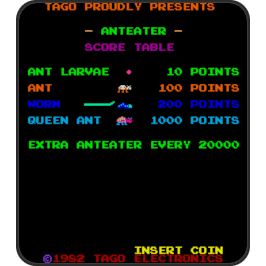 TAGO PROUDLY PRESENTS
- ANTEATER -
SCORE TABLE
ANT LARVAE 10 POINTS
ANT 100 POINTS
WORM 200 POINTS
QUEEN ANT 1000 POINTS
EXTRA ANTEATER EVERY 20000
INSERT COIN
©1982 TAGO ELECTRONICS